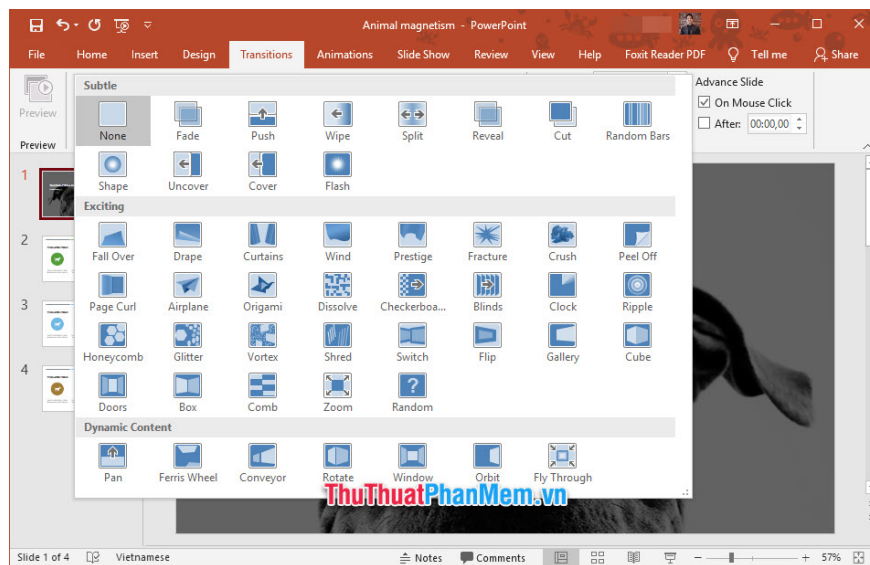 Animal magnetism - PowerPoint
File Home Insert Design Transitions Animations Slide Show Review View Help Foxit Reader PDF Tell me Share
Preview
Preview
Subtle
None Fade Push Wipe Split Reveal Cut Random Bars
Shape Uncover Cover Flash
Exciting
Fall Over Drape Curtains Wind Prestige Fracture Crush Peel Off
Page Curl Airplane Origami Dissolve Checkerboa... Blinds Clock Ripple
Honeycomb Glitter Vortex Shred Switch Flip Gallery Cube
Doors Box Comb Zoom Random
Dynamic Content
Pan Ferris Wheel Conveyor Rotate Window Orbit Fly Through
Advance Slide
On Mouse Click
After: 00:00,00
1
2
3
4
ThuThuatPhanMem.vn
Slide 1 of 4 Vietnamese Notes Comments 57%